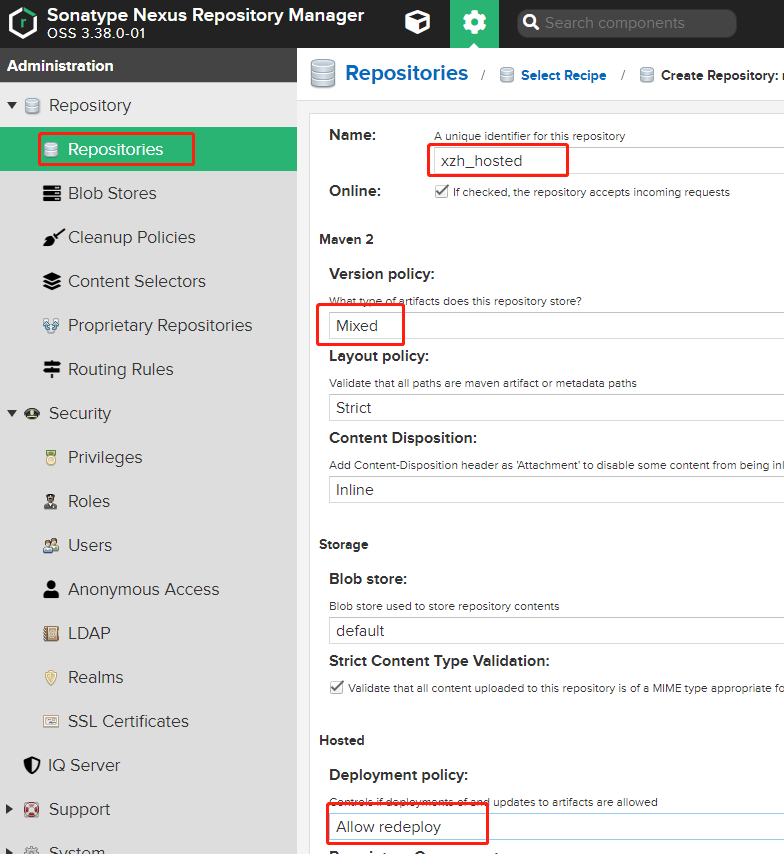 Sonatype Nexus Repository Manager
OSS 3.38.0-01
Search components
Administration
Repository
Repositories
Blob Stores
Cleanup Policies
Content Selectors
Proprietary Repositories
Routing Rules
Security
Privileges
Roles
Users
Anonymous Access
LDAP
Realms
SSL Certificates
IQ Server
Support
System
Repositories / Select Recipe / Create Repository:
Name: A unique identifier for this repository
xzh_hosted
Online: If checked, the repository accepts incoming requests
Maven 2
Version policy:
What type of artifacts does this repository store?
Mixed
Layout policy:
Validate that all paths are maven artifact or metadata paths
Strict
Content Disposition:
Add Content-Disposition header as 'Attachment' to disable some content from being
Inline
Storage
Blob store:
Blob store used to store repository contents
default
Strict Content Type Validation:
Validate that all content uploaded to this repository is of a MIME type appropriate
Hosted
Deployment policy:
Controls if deployments of and updates to artifacts are allowed
Allow redeploy